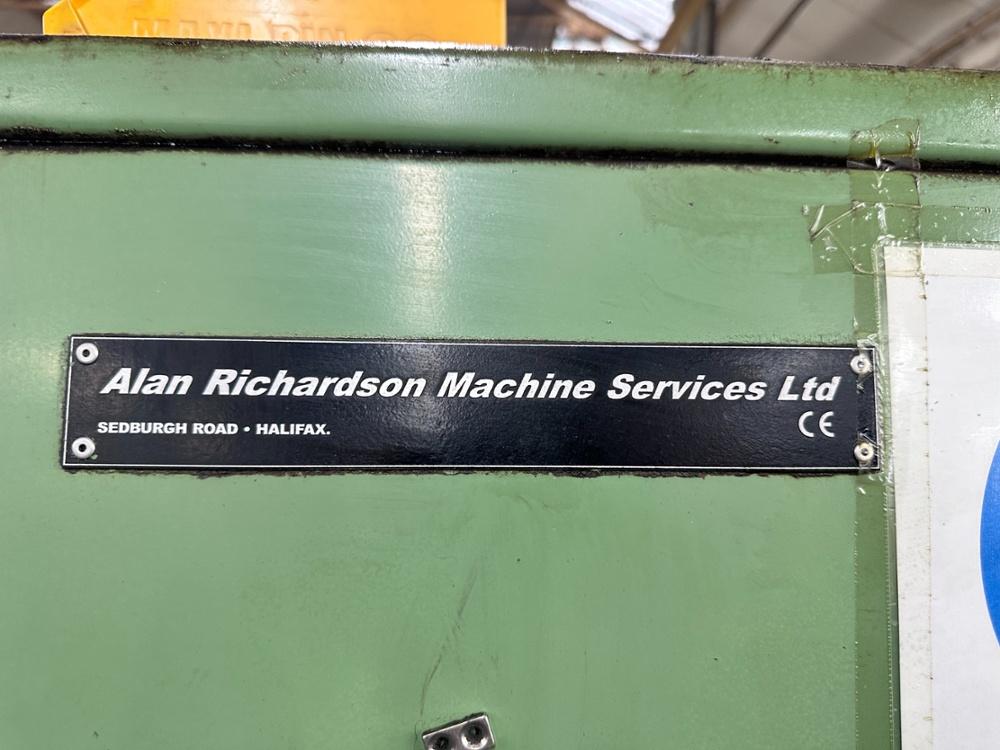 Alan Richardson Machine Services Ltd
CE
SEDBURGH ROAD • HALIFAX.